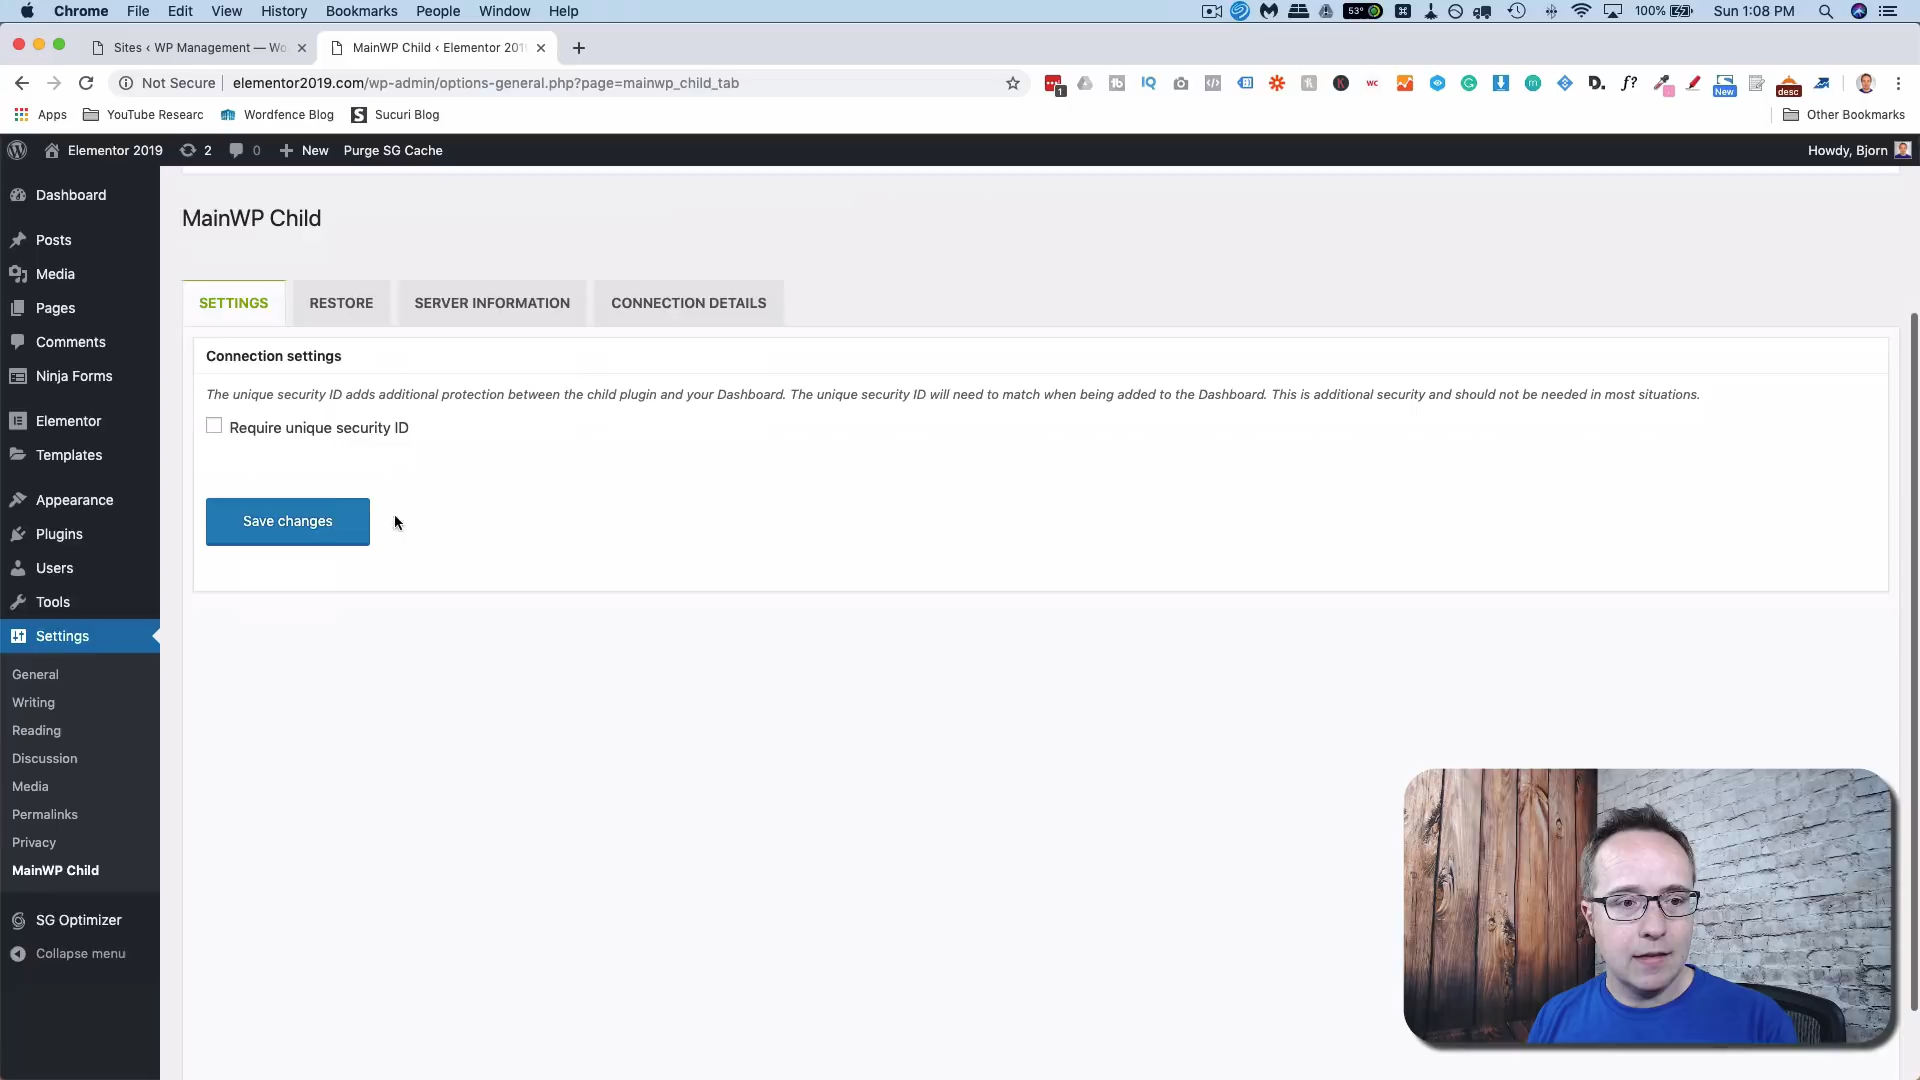 Chrome File Edit View History Bookmarks People Window Help
53° 100% Sun 1:08 PM
Sites ‹ WP Management — Wo
MainWP Child ‹ Elementor 201
Not Secure elementor2019.com/wp-admin/options-general.php?page=mainwp_child_tab
1 New desc
Apps YouTube Researc Wordfence Blog Sucuri Blog Other Bookmarks
Elementor 2019 2 0 New Purge SG Cache Howdy, Bjorn
Dashboard
Posts
Media
Pages
Comments
Ninja Forms
Elementor
Templates
Appearance
Plugins
Users
Tools
Settings
General
Writing
Reading
Discussion
Media
Permalinks
Privacy
MainWP Child
SG Optimizer
Collapse menu
MainWP Child
SETTINGS RESTORE SERVER INFORMATION CONNECTION DETAILS
Connection settings
The unique security ID adds additional protection between the child plugin and your Dashboard. The unique security ID will need to match when being added to the Dashboard. This is additional security and should not be needed in most situations.
Require unique security ID
Save changes